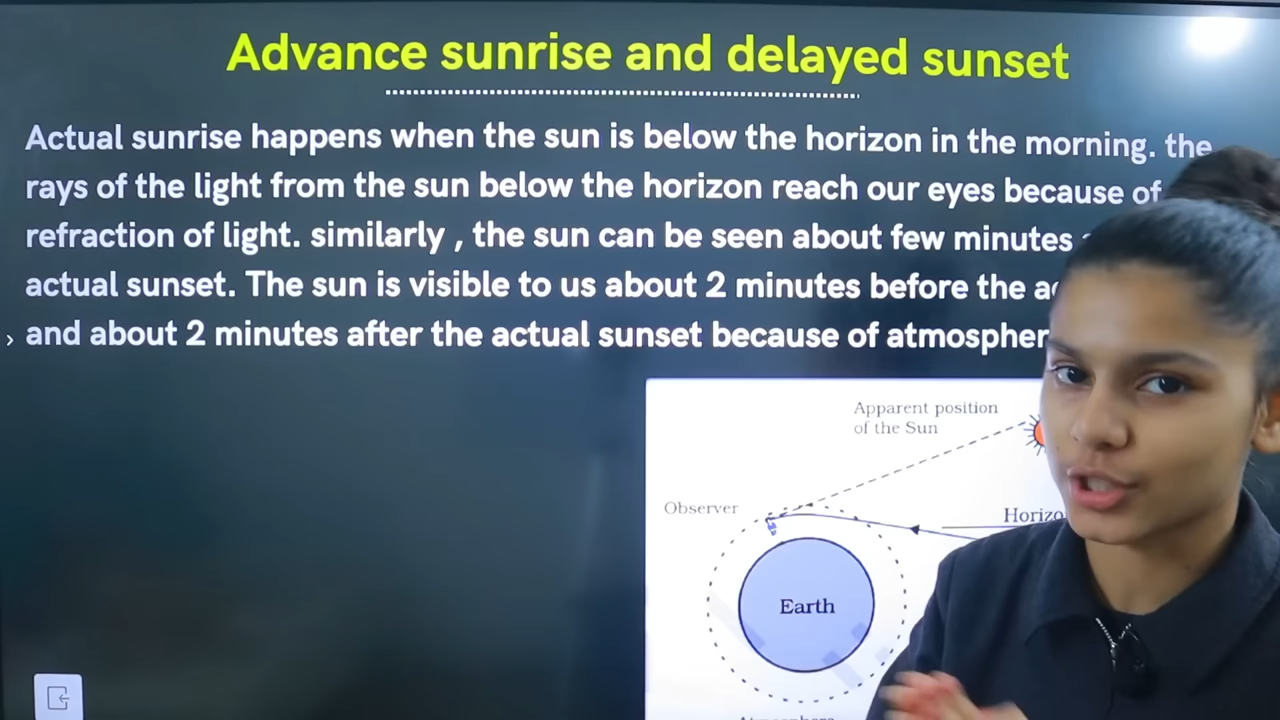 Advance sunrise and delayed sunset
Actual sunrise happens when the sun is below the horizon in the morning. the
rays of the light from the sun below the horizon reach our eyes because of
refraction of light. similarly , the sun can be seen about few minutes
actual sunset. The sun is visible to us about 2 minutes before the
and about 2 minutes after the actual sunset because of
Apparent position
of the Sun
Observer
Earth